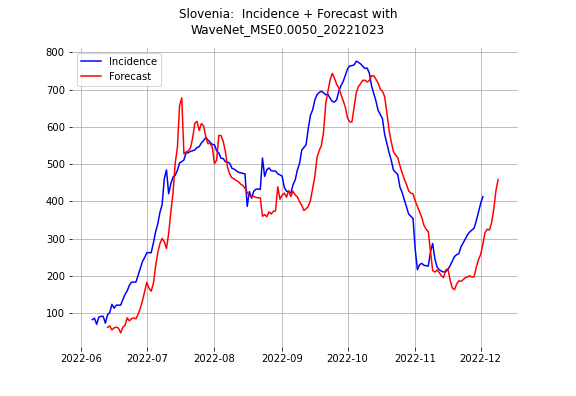 Slovenia:  Incidence + Forecast with
WaveNet_MSE0.0050_20221023
Incidence
Forecast
800
700
600
500
400
300
200
100
2022-06 2022-07 2022-08 2022-09 2022-10 2022-11 2022-12